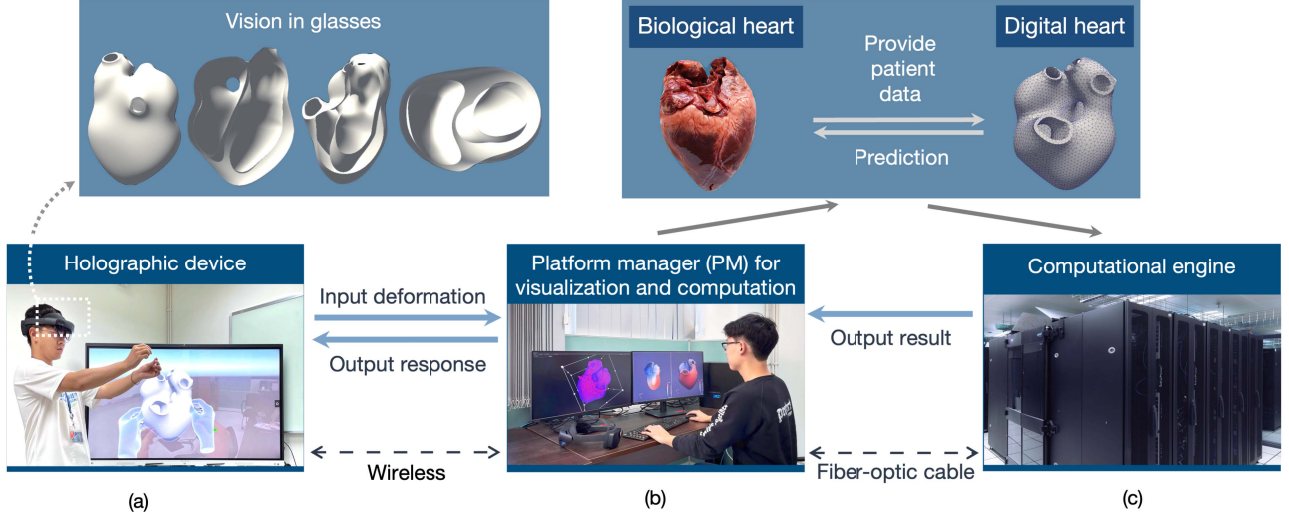 Vision in glasses
Biological heart
Provide
patient
data
Prediction
Digital heart
Holographic device
Input deformation
Output response
Wireless
Platform manager (PM) for
visualization and computation
Output result
Fiber-optic cable
Computational engine
(a)
(b)
(c)